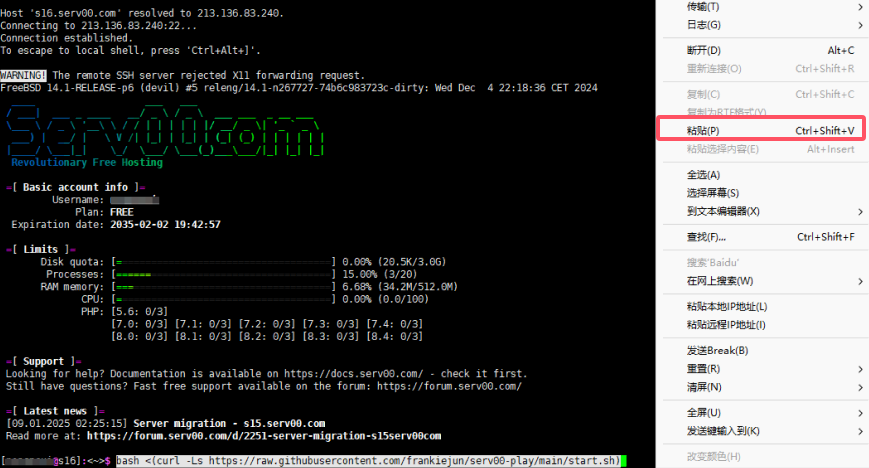 Host 's16.serv00.com' resolved to 213.136.83.240.
Connecting to 213.136.83.240:22...
Connection established.
To escape to local shell, press 'Ctrl+Alt+]'.
WARNING! The remote SSH server rejected X11 forwarding request.
FreeBSD 14.1-RELEASE-p6 (devil) #5 releng/14.1-n267727-74b6c983723c-dirty: Wed Dec  4 22:18:36 CET 2024
Serv00.com
Revolutionary Free Hosting
=[ Basic account info ]=
Username:
Plan: FREE
Expiration date: 2035-02-02 19:42:57
=[ Limits ]=
Disk quota: [= ] 0.00% (20.5K/3.0G)
Processes: [====== ] 15.00% (3/20)
RAM memory: [=== ] 6.68% (34.2M/512.0M)
CPU: [= ] 0.00% (0.0/100)
PHP: [5.6: 0/3]
[7.0: 0/3] [7.1: 0/3] [7.2: 0/3] [7.3: 0/3] [7.4: 0/3]
[8.0: 0/3] [8.1: 0/3] [8.2: 0/3] [8.3: 0/3] [8.4: 0/3]
=[ Support ]=
Looking for help? Documentation is available on https://docs.serv00.com/ - check it first.
Still have questions? Fast free support available on the forum: https://forum.serv00.com/
=[ Latest news ]=
[09.01.2025 02:25:15] Server migration - s15.serv00.com
Read more at: https://forum.serv00.com/d/2251-server-migration-s15serv00com
@s16]:<~>$ bash <(curl -Ls https://raw.githubusercontent.com/frankiejun/serv00-play/main/start.sh)
传输(T)
日志(G)
断开(D) Alt+C
重新连接(O) Ctrl+Shift+R
复制(C) Ctrl+Shift+C
复制为RTF格式(Y)
粘贴(P) Ctrl+Shift+V
粘贴选择内容(E) Alt+Insert
全选(A)
选择屏幕(S)
到文本编辑器(X)
查找(F)... Ctrl+Shift+F
搜索'Baidu'
在网上搜索(W)
粘贴本地IP地址(L)
粘贴远程IP地址(I)
发送Break(B)
重置(R)
清屏(N)
全屏(U)
发送键输入到(K)
改变颜色(H)